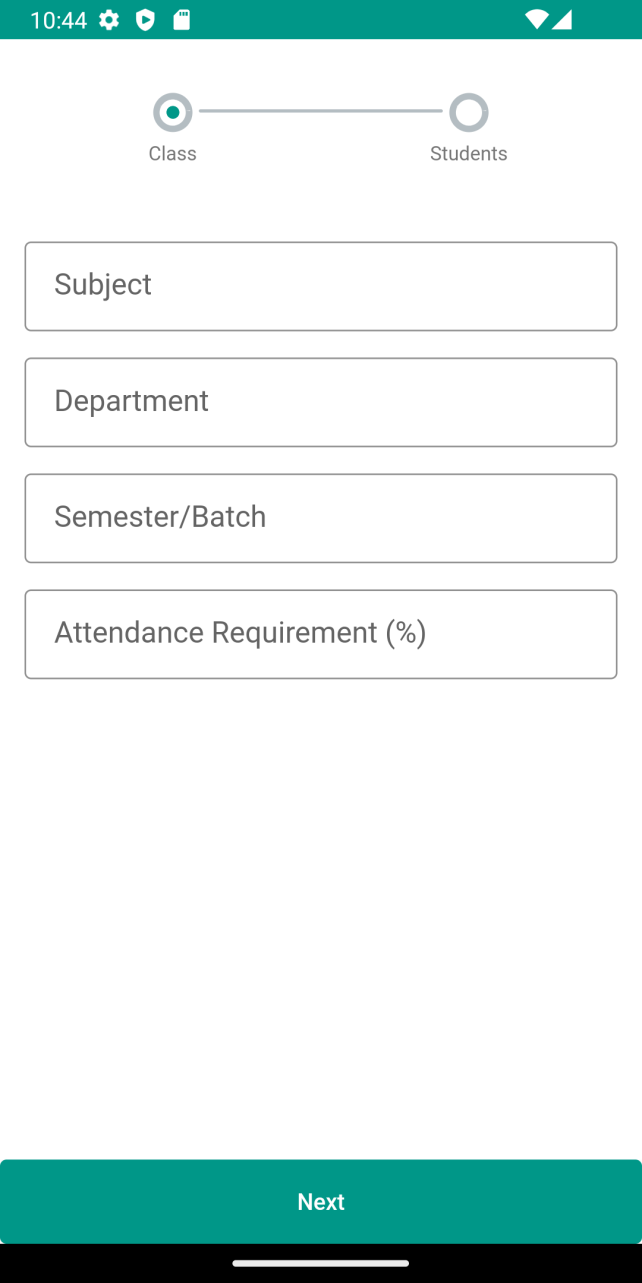 10:44
Class
Students
Subject
Department
Semester/Batch
Attendance Requirement (%)
Next